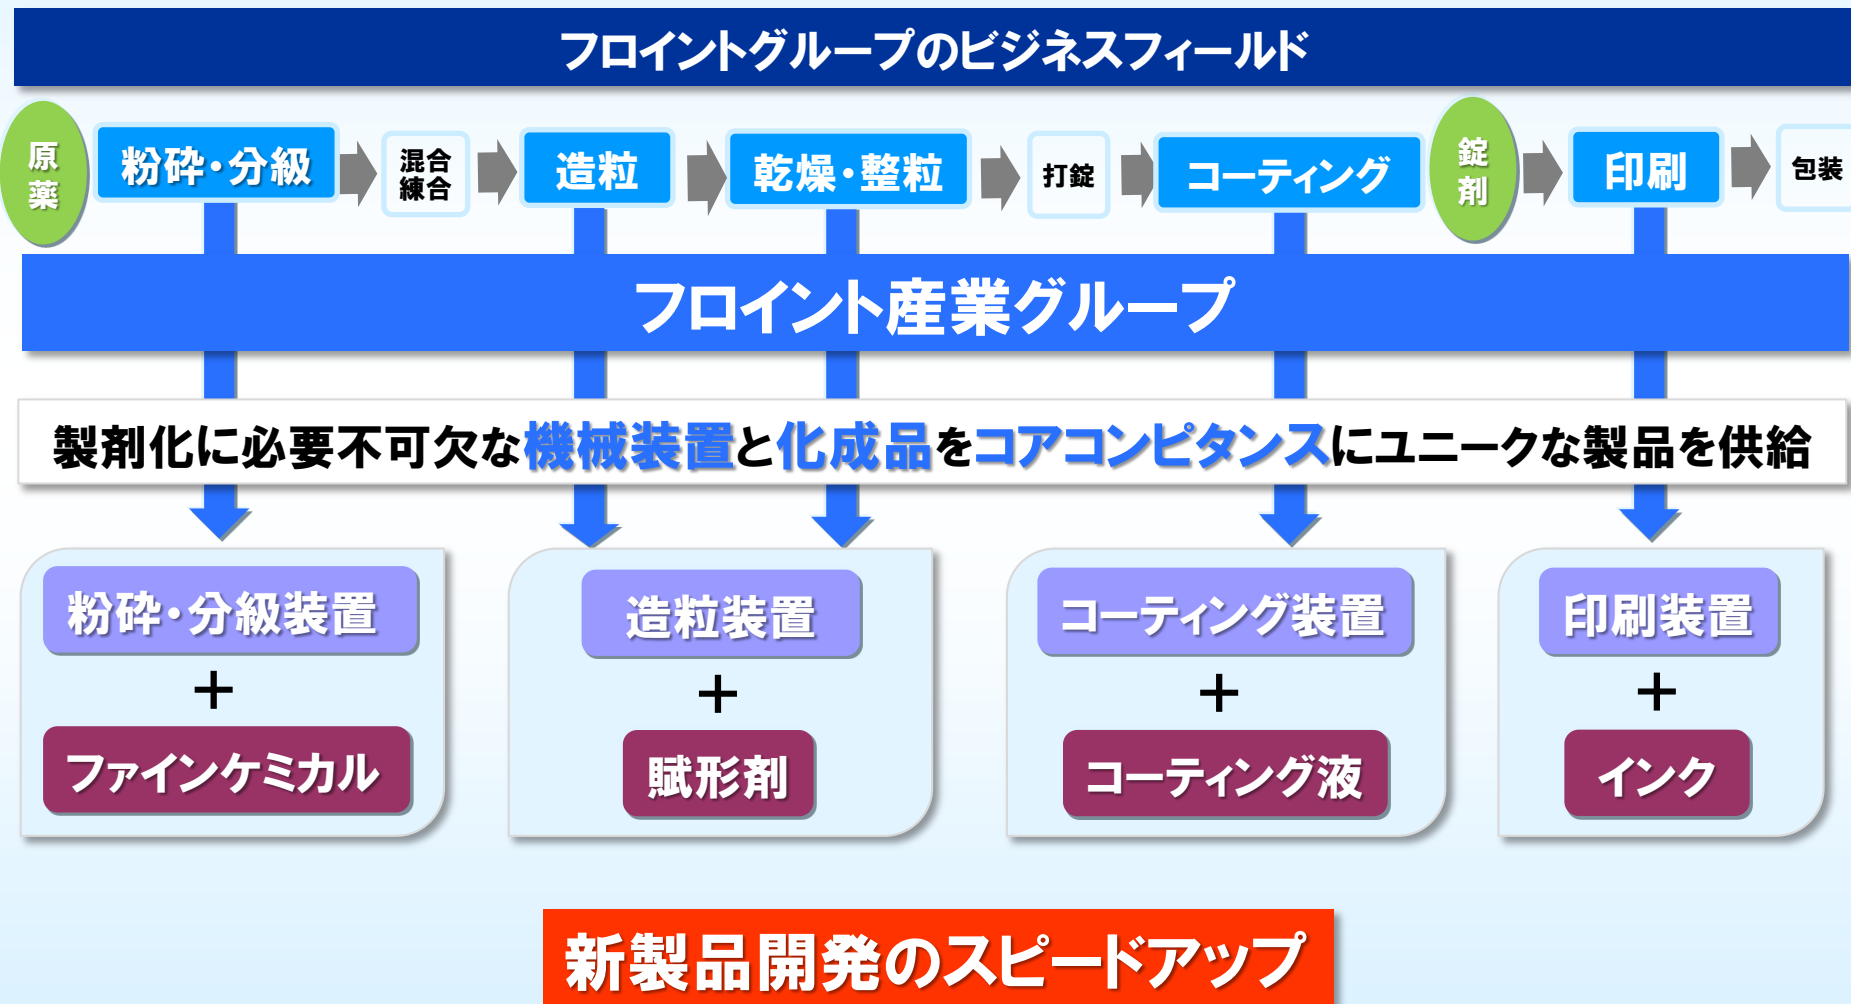 フロイントグループのビジネスフィールド
原薬
粉砕・分級
混合
練合
造粒
乾燥・整粒
打錠
コーティング
錠剤
印刷
包装
フロイント産業グループ
製剤化に必要不可欠な機械装置と化成品をコアコンピタンスにユニークな製品を供給
粉砕・分級装置
＋
ファインケミカル
造粒装置
＋
賦形剤
コーティング装置
＋
コーティング液
印刷装置
＋
インク
新製品開発のスピードアップ